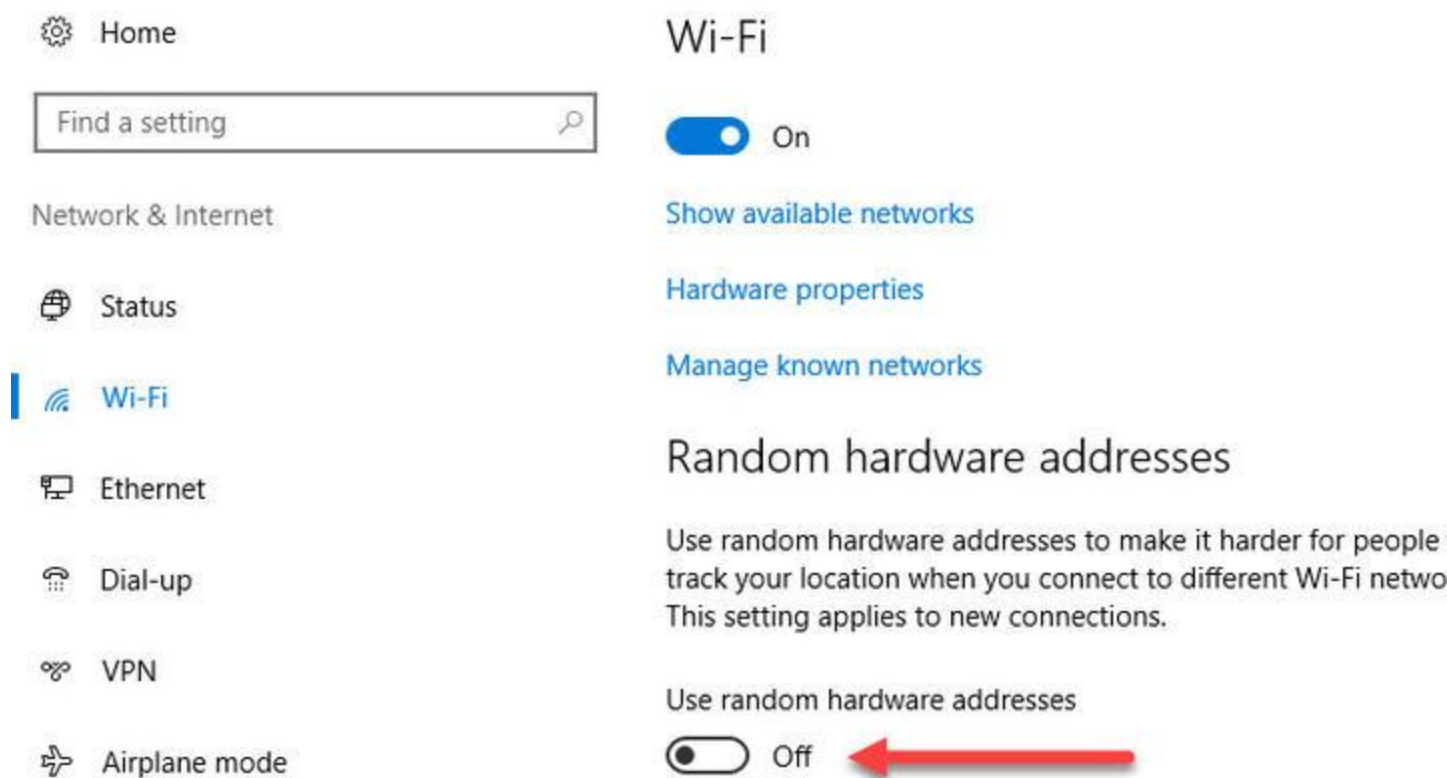 Home
Find a setting
Network & Internet
Status
Wi-Fi
Ethernet
Dial-up
VPN
Airplane mode
Wi-Fi
On
Show available networks
Hardware properties
Manage known networks
Random hardware addresses
Use random hardware addresses to make it harder for people
track your location when you connect to different Wi-Fi netwo
This setting applies to new connections.
Use random hardware addresses
Off